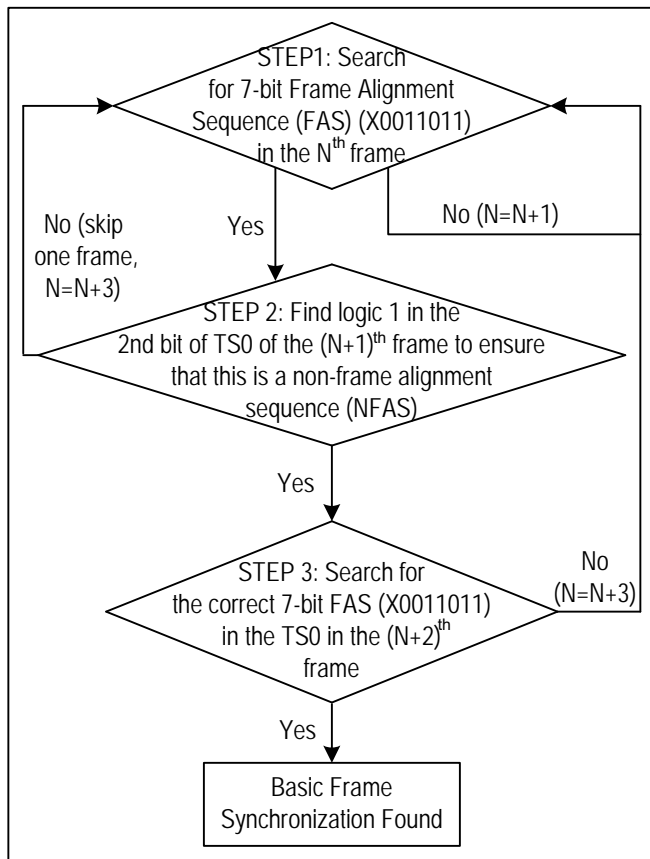 STEP1: Search
for 7-bit Frame Alignment
Sequence (FAS) (X0011011)
in the Nth frame
No (skip
one frame,
N=N+3)
Yes
No (N=N+1)
STEP 2: Find logic 1 in the
2nd bit of TS0 of the (N+1)th frame to ensure
that this is a non-frame alignment
sequence (NFAS)
Yes
STEP 3: Search for
the correct 7-bit FAS (X0011011)
in the TS0 in the (N+2)th
frame
No
(N=N+3)
Yes
Basic Frame
Synchronization Found